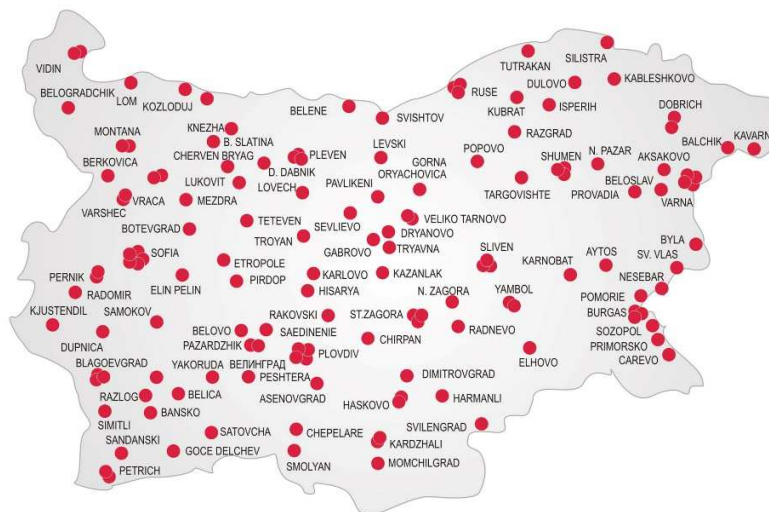 VIDIN
BELOGRADCHIK
LOM
KOZLODUJ
MONTANA
BERKOVICA
KNEZHA
B. SLATINA
CHERVEN BRYAG
PLEVEN
D. DABNIK
LUKOVIT
LOVECH
VARSHEC
VRACA
MEZDRA
BOTEVGRAD
TETEVEN
TROYAN
BELENE
SVISHTOV
LEVSKI
PAVLIKENI
GORNA
ORYACHOVICA
POPOVO
SEVLIEVO
VELIKO TARNOVO
DRYANOVO
GABROVO
TRYAVNA
TUTRAKAN
SILISTRA
DULOVO
KABLESHKOVO
RUSE
KUBRAT
ISPERIH
DOBRICH
RAZGRAD
BALCHIK
KAVARN
SHUMEN
N. PAZAR
AKSAKOVO
TARGOVISHTE
PROVADIA
BELOSLAV
VARNA
BYLA
SOFIA
PERNIK
RADOMIR
ELIN PELIN
ETROPOLE
PIRDOP
KARLOVO
HISARYA
KAZANLAK
SLIVEN
KARNOBAT
AYTOS
SV. VLAS
NESEBAR
POMORIE
BURGAS
SOZOPOL
PRIMORSKO
CAREVO
N. ZAGORA
YAMBOL
KJUSTENDIL
SAMOKOV
DUPNICA
BELOVO
RAKOVSKI
SAEDINENIE
PAZARDZHIK
PLOVDIV
ST.ZAGORA
CHIRPAN
RADNEVO
ELHOVO
BLAGOEVGRAD
YAKORUDA
ВЕЛИНГРАД
PESHTERA
ASENOVGRAD
DIMITROVGRAD
HASKOVO
HARMANLI
RAZLOG
BELICA
BANSKO
SIMITLI
SANDANSKI
SATOVCHA
GOCE DELCHEV
PETRICH
CHEPELARE
SMOLYAN
SVILENGRAD
KARDZHALI
MOMCHILGRAD